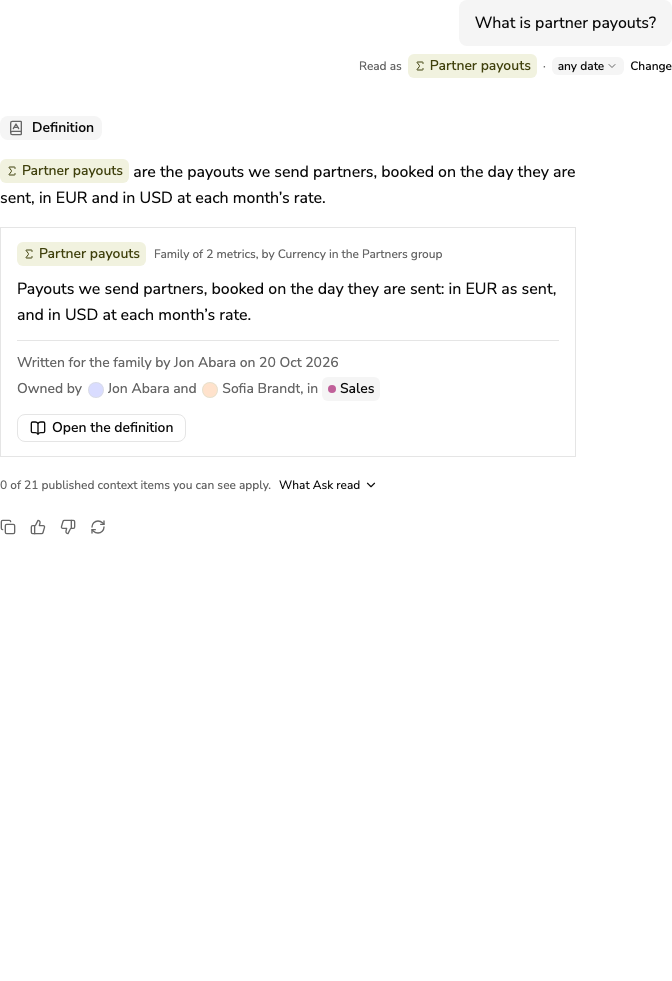 What is partner payouts?
Read as Σ Partner payouts · any date Change
Definition
Σ Partner payouts are the payouts we send partners, booked on the day they are
sent, in EUR and in USD at each month's rate.
Σ Partner payouts Family of 2 metrics, by Currency in the Partners group
Payouts we send partners, booked on the day they are sent: in EUR as sent,
and in USD at each month's rate.
Written for the family by Jon Abara on 20 Oct 2026
Owned by Jon Abara and Sofia Brandt, in Sales
Open the definition
0 of 21 published context items you can see apply. What Ask read